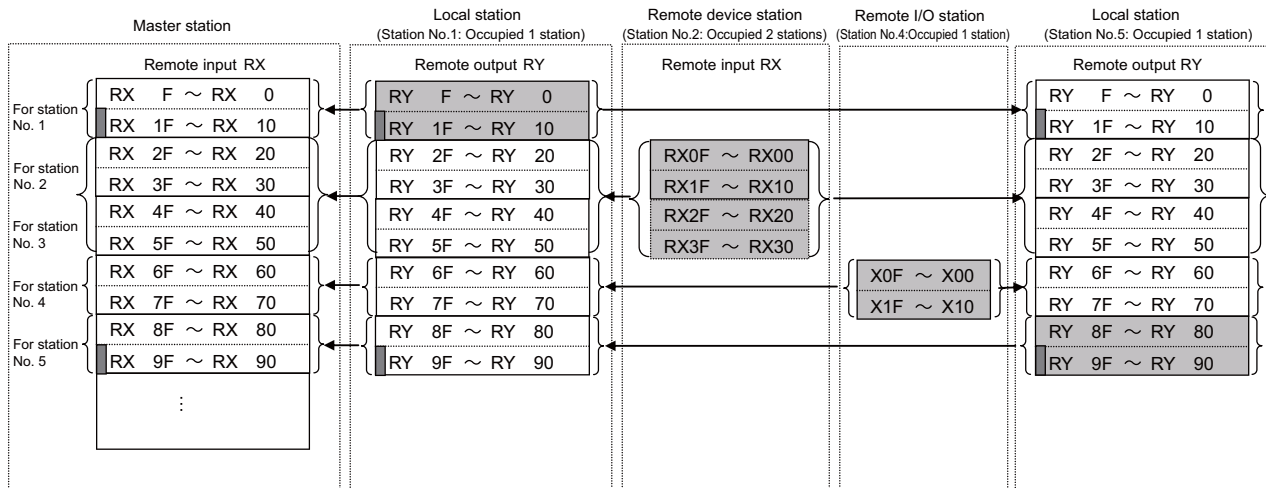 Master station
Local station
(Station No.1: Occupied 1 station)
Remote device station
(Station No.2: Occupied 2 stations)
Remote I/O station
(Station No.4:Occupied 1 station)
Local station
(Station No.5: Occupied 1 station)
Remote input RX
Remote output RY
Remote input RX
Remote output RY
For station
No. 1
For station
No. 2
For station
No. 3
For station
No. 4
For station
No. 5
RX F ～ RX 0
RX 1F ～ RX 10
RX 2F ～ RX 20
RX 3F ～ RX 30
RX 4F ～ RX 40
RX 5F ～ RX 50
RX 6F ～ RX 60
RX 7F ～ RX 70
RX 8F ～ RX 80
RX 9F ～ RX 90
⋮
RY F ～ RY 0
RY 1F ～ RY 10
RY 2F ～ RY 20
RY 3F ～ RY 30
RY 4F ～ RY 40
RY 5F ～ RY 50
RY 6F ～ RY 60
RY 7F ～ RY 70
RY 8F ～ RY 80
RY 9F ～ RY 90
RX0F ～ RX00
RX1F ～ RX10
RX2F ～ RX20
RX3F ～ RX30
X0F ～ X00
X1F ～ X10
RY F ～ RY 0
RY 1F ～ RY 10
RY 2F ～ RY 20
RY 3F ～ RY 30
RY 4F ～ RY 40
RY 5F ～ RY 50
RY 6F ～ RY 60
RY 7F ～ RY 70
RY 8F ～ RY 80
RY 9F ～ RY 90